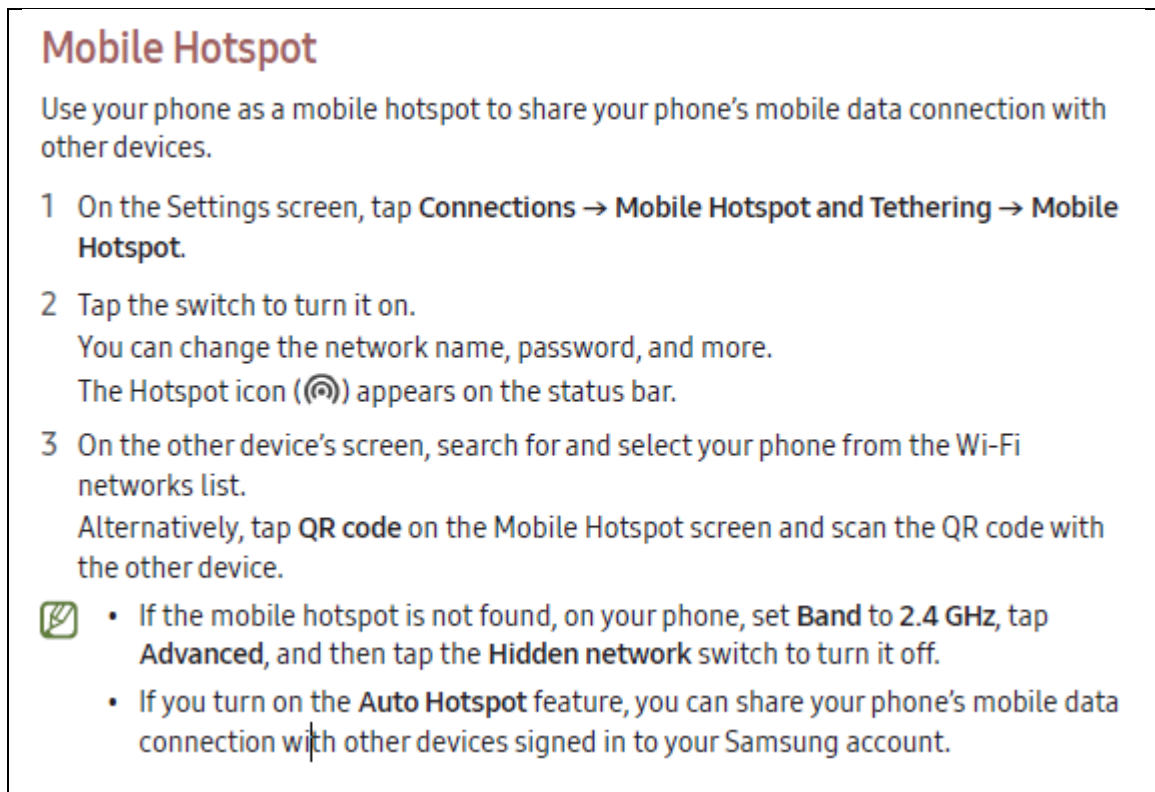 Mobile Hotspot
Use your phone as a mobile hotspot to share your phone's mobile data connection with
other devices.
1 On the Settings screen, tap Connections → Mobile Hotspot and Tethering → Mobile
Hotspot.
2 Tap the switch to turn it on.
You can change the network name, password, and more.
The Hotspot icon () appears on the status bar.
3 On the other device's screen, search for and select your phone from the Wi-Fi
networks list.
Alternatively, tap QR code on the Mobile Hotspot screen and scan the QR code with
the other device.
• If the mobile hotspot is not found, on your phone, set Band to 2.4 GHz, tap
Advanced, and then tap the Hidden network switch to turn it off.
• If you turn on the Auto Hotspot feature, you can share your phone's mobile data
connection with other devices signed in to your Samsung account.